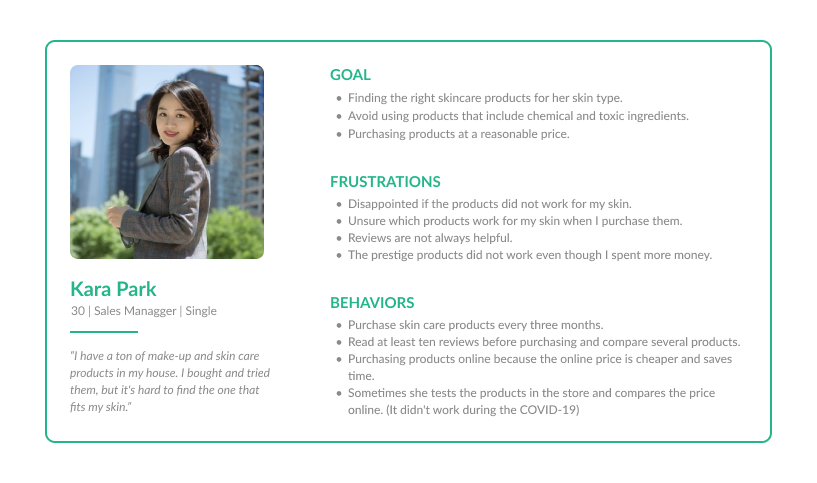 Kara Park
30 | Sales Managger | Single
"I have a ton of make-up and skin care
products in my house. I bought and tried
them, but it's hard to find the one that
fits my skin."
GOAL
• Finding the right skincare products for her skin type.
• Avoid using products that include chemical and toxic ingredients.
• Purchasing products at a reasonable price.
FRUSTRATIONS
• Disappointed if the products did not work for my skin.
• Unsure which products work for my skin when I purchase them.
• Reviews are not always helpful.
• The prestige products did not work even though I spent more money.
BEHAVIORS
• Purchase skin care products every three months.
• Read at least ten reviews before purchasing and compare several products.
• Purchasing products online because the online price is cheaper and saves
time.
• Sometimes she tests the products in the store and compares the price
online. (It didn't work during the COVID-19)